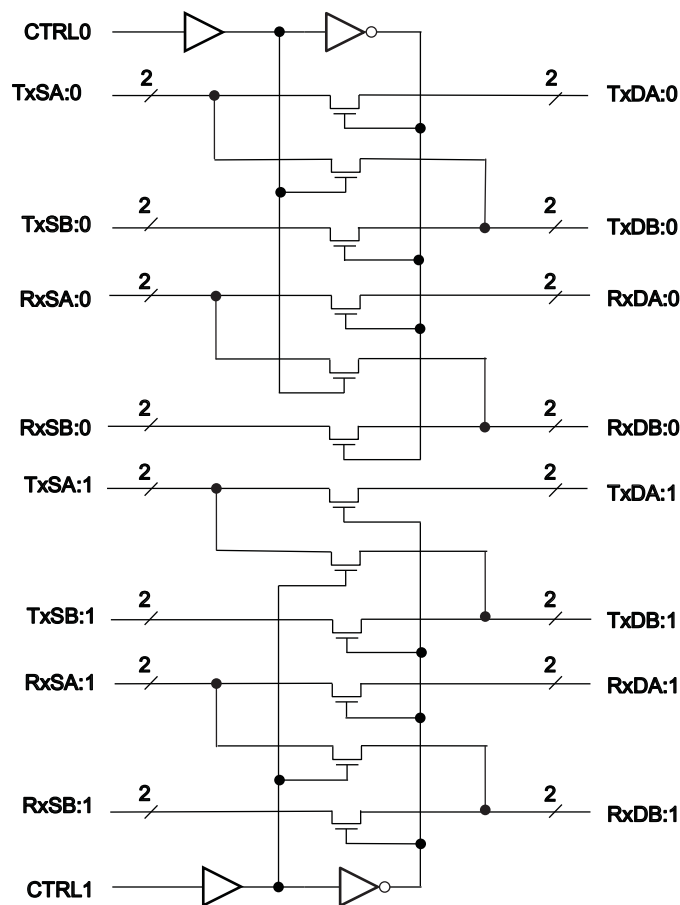 CTRL0
TxSA:0 2 2 TxDA:0
TxSB:0 2 2 TxDB:0
RxSA:0 2 2 RxDA:0
RxSB:0 2 2 RxDB:0
TxSA:1 2 2 TxDA:1
TxSB:1 2 2 TxDB:1
RxSA:1 2 2 RxDA:1
RxSB:1 2 2 RxDB:1
CTRL1